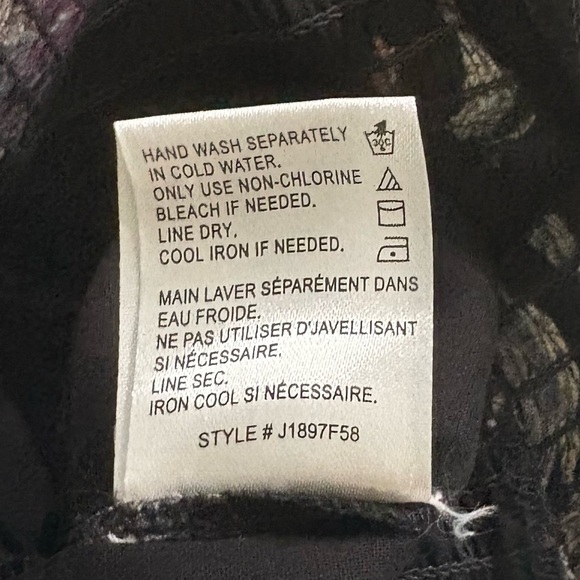 HAND WASH SEPARATELY
IN COLD WATER.
ONLY USE NON-CHLORINE
BLEACH IF NEEDED.
LINE DRY.
COOL IRON IF NEEDED.
30C
MAIN LAVER SÉPARÉMENT DANS
EAU FROIDE.
NE PAS UTILISER D'JAVELLISANT
SI NÉCESSAIRE.
LINE SEC.
IRON COOL SI NÉCESSAIRE.
STYLE # J1897F58